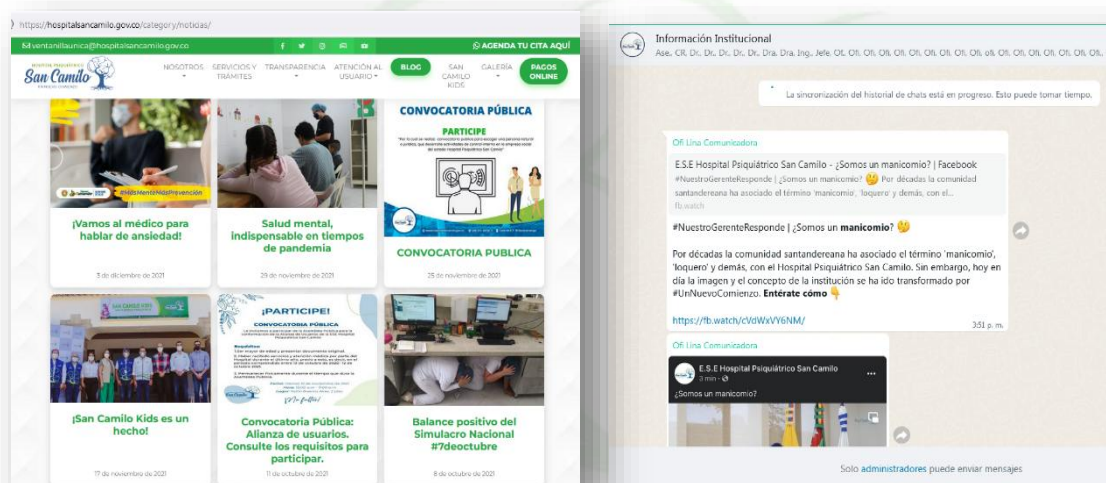 https://hospitalsancamilo.gov.co/category/noticias/
ventanillaunica@hospitalsancamilo.gov.co
AGENDA TU CITA AQUÍ
San Camilo
NOSOTROS
SERVICIOS Y TRÁMITES
TRANSPARENCIA
ATENCIÓN AL USUARIO
BLOG
SAN CAMILO KIDS
GALERÍA
PAGOS ONLINE
#MásMenteMásPrevención
¡Vamos al médico para
hablar de ansiedad!
3 de diciembre de 2021
Salud mental,
indispensable en tiempos
de pandemia
29 de noviembre de 2021
CONVOCATORIA PÚBLICA
PARTICIPE
CONVOCATORIA PUBLICA
25 de noviembre de 2021
SAN CAMILO KIDS
¡San Camilo Kids es un
hecho!
17 de noviembre de 2021
¡PARTICIPE!
CONVOCATORIA PÚBLICA
Convocatoria Pública:
Alianza de usuarios.
Consulte los requisitos para
participar.
11 de octubre de 2021
Balance positivo del
Simulacro Nacional
#7deoctubre
8 de octubre de 2021
Información Institucional
La sincronización del historial de chats está en progreso. Esto puede tomar tiempo.
Ofi Lina Comunicadora
E.S.E Hospital Psiquiátrico San Camilo - ¿Somos un manicomio? | Facebook
#NuestroGerenteResponde | ¿Somos un manicomio? 🤔 Por décadas la comunidad
santandereana ha asociado el término 'manicomio', 'loquero' y demás, con el...
fb.watch
#NuestroGerenteResponde | ¿Somos un manicomio? 🤔
Por décadas la comunidad santandereana ha asociado el término 'manicomio',
'loquero' y demás, con el Hospital Psiquiátrico San Camilo. Sin embargo, hoy en
día la imagen y el concepto de la institución se ha ido transformado por
#UnNuevoComienzo. Entérate cómo 👇
https://fb.watch/cVdWxVY6NM/
3:51 p. m.
Ofi Lina Comunicadora
E.S.E Hospital Psiquiátrico San Camilo
3 min
¿Somos un manicomio?
Solo administradores puede enviar mensajes